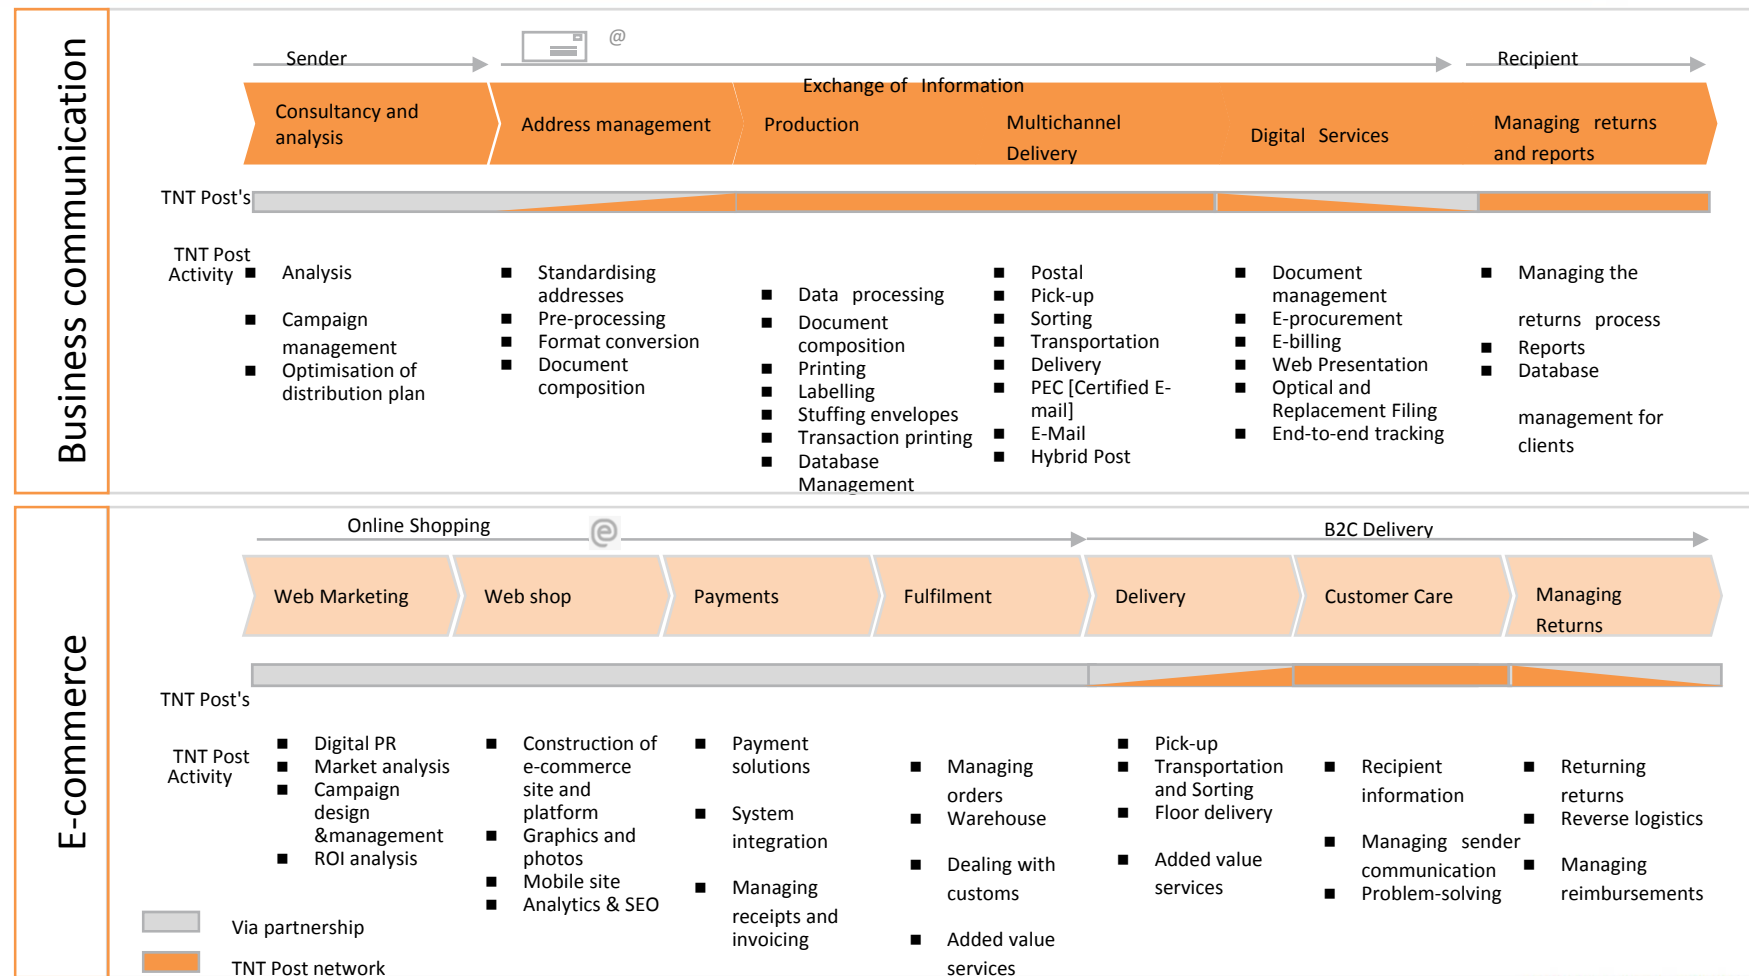 Business communication
@
Sender
Recipient
Exchange of Information
Consultancy and
analysis
Address management
Production
Multichannel
Delivery
Digital Services
Managing returns
and reports
TNT Post's
TNT Post
Activity
■ Analysis
■ Campaign
management
■ Optimisation of
distribution plan
■ Standardising
addresses
■ Pre-processing
■ Format conversion
■ Document
composition
■ Data processing
■ Document
composition
■ Printing
■ Labelling
■ Stuffing envelopes
■ Transaction printing
■ Database
Management
■ Postal
■ Pick-up
■ Sorting
■ Transportation
■ Delivery
■ PEC [Certified E-
mail]
■ E-Mail
■ Hybrid Post
■ Document
management
■ E-procurement
■ E-billing
■ Web Presentation
■ Optical and
Replacement Filing
■ End-to-end tracking
■ Managing the
returns process
■ Reports
■ Database
management for
clients
E-commerce
Online Shopping
@
B2C Delivery
Web Marketing
Web shop
Payments
Fulfilment
Delivery
Customer Care
Managing
Returns
TNT Post's
TNT Post
Activity
■ Digital PR
■ Market analysis
■ Campaign
design
&management
■ ROI analysis
■ Construction of
e-commerce
site and
platform
■ Graphics and
photos
■ Mobile site
■ Analytics & SEO
■ Payment
solutions
■ System
integration
■ Managing
receipts and
invoicing
■ Managing
orders
■ Warehouse
■ Dealing with
customs
■ Added value
services
■ Pick-up
■ Transportation
and Sorting
■ Floor delivery
■ Added value
services
■ Recipient
information
■ Managing sender
communication
■ Problem-solving
■ Returning
returns
■ Reverse logistics
■ Managing
reimbursements
Via partnership
TNT Post network